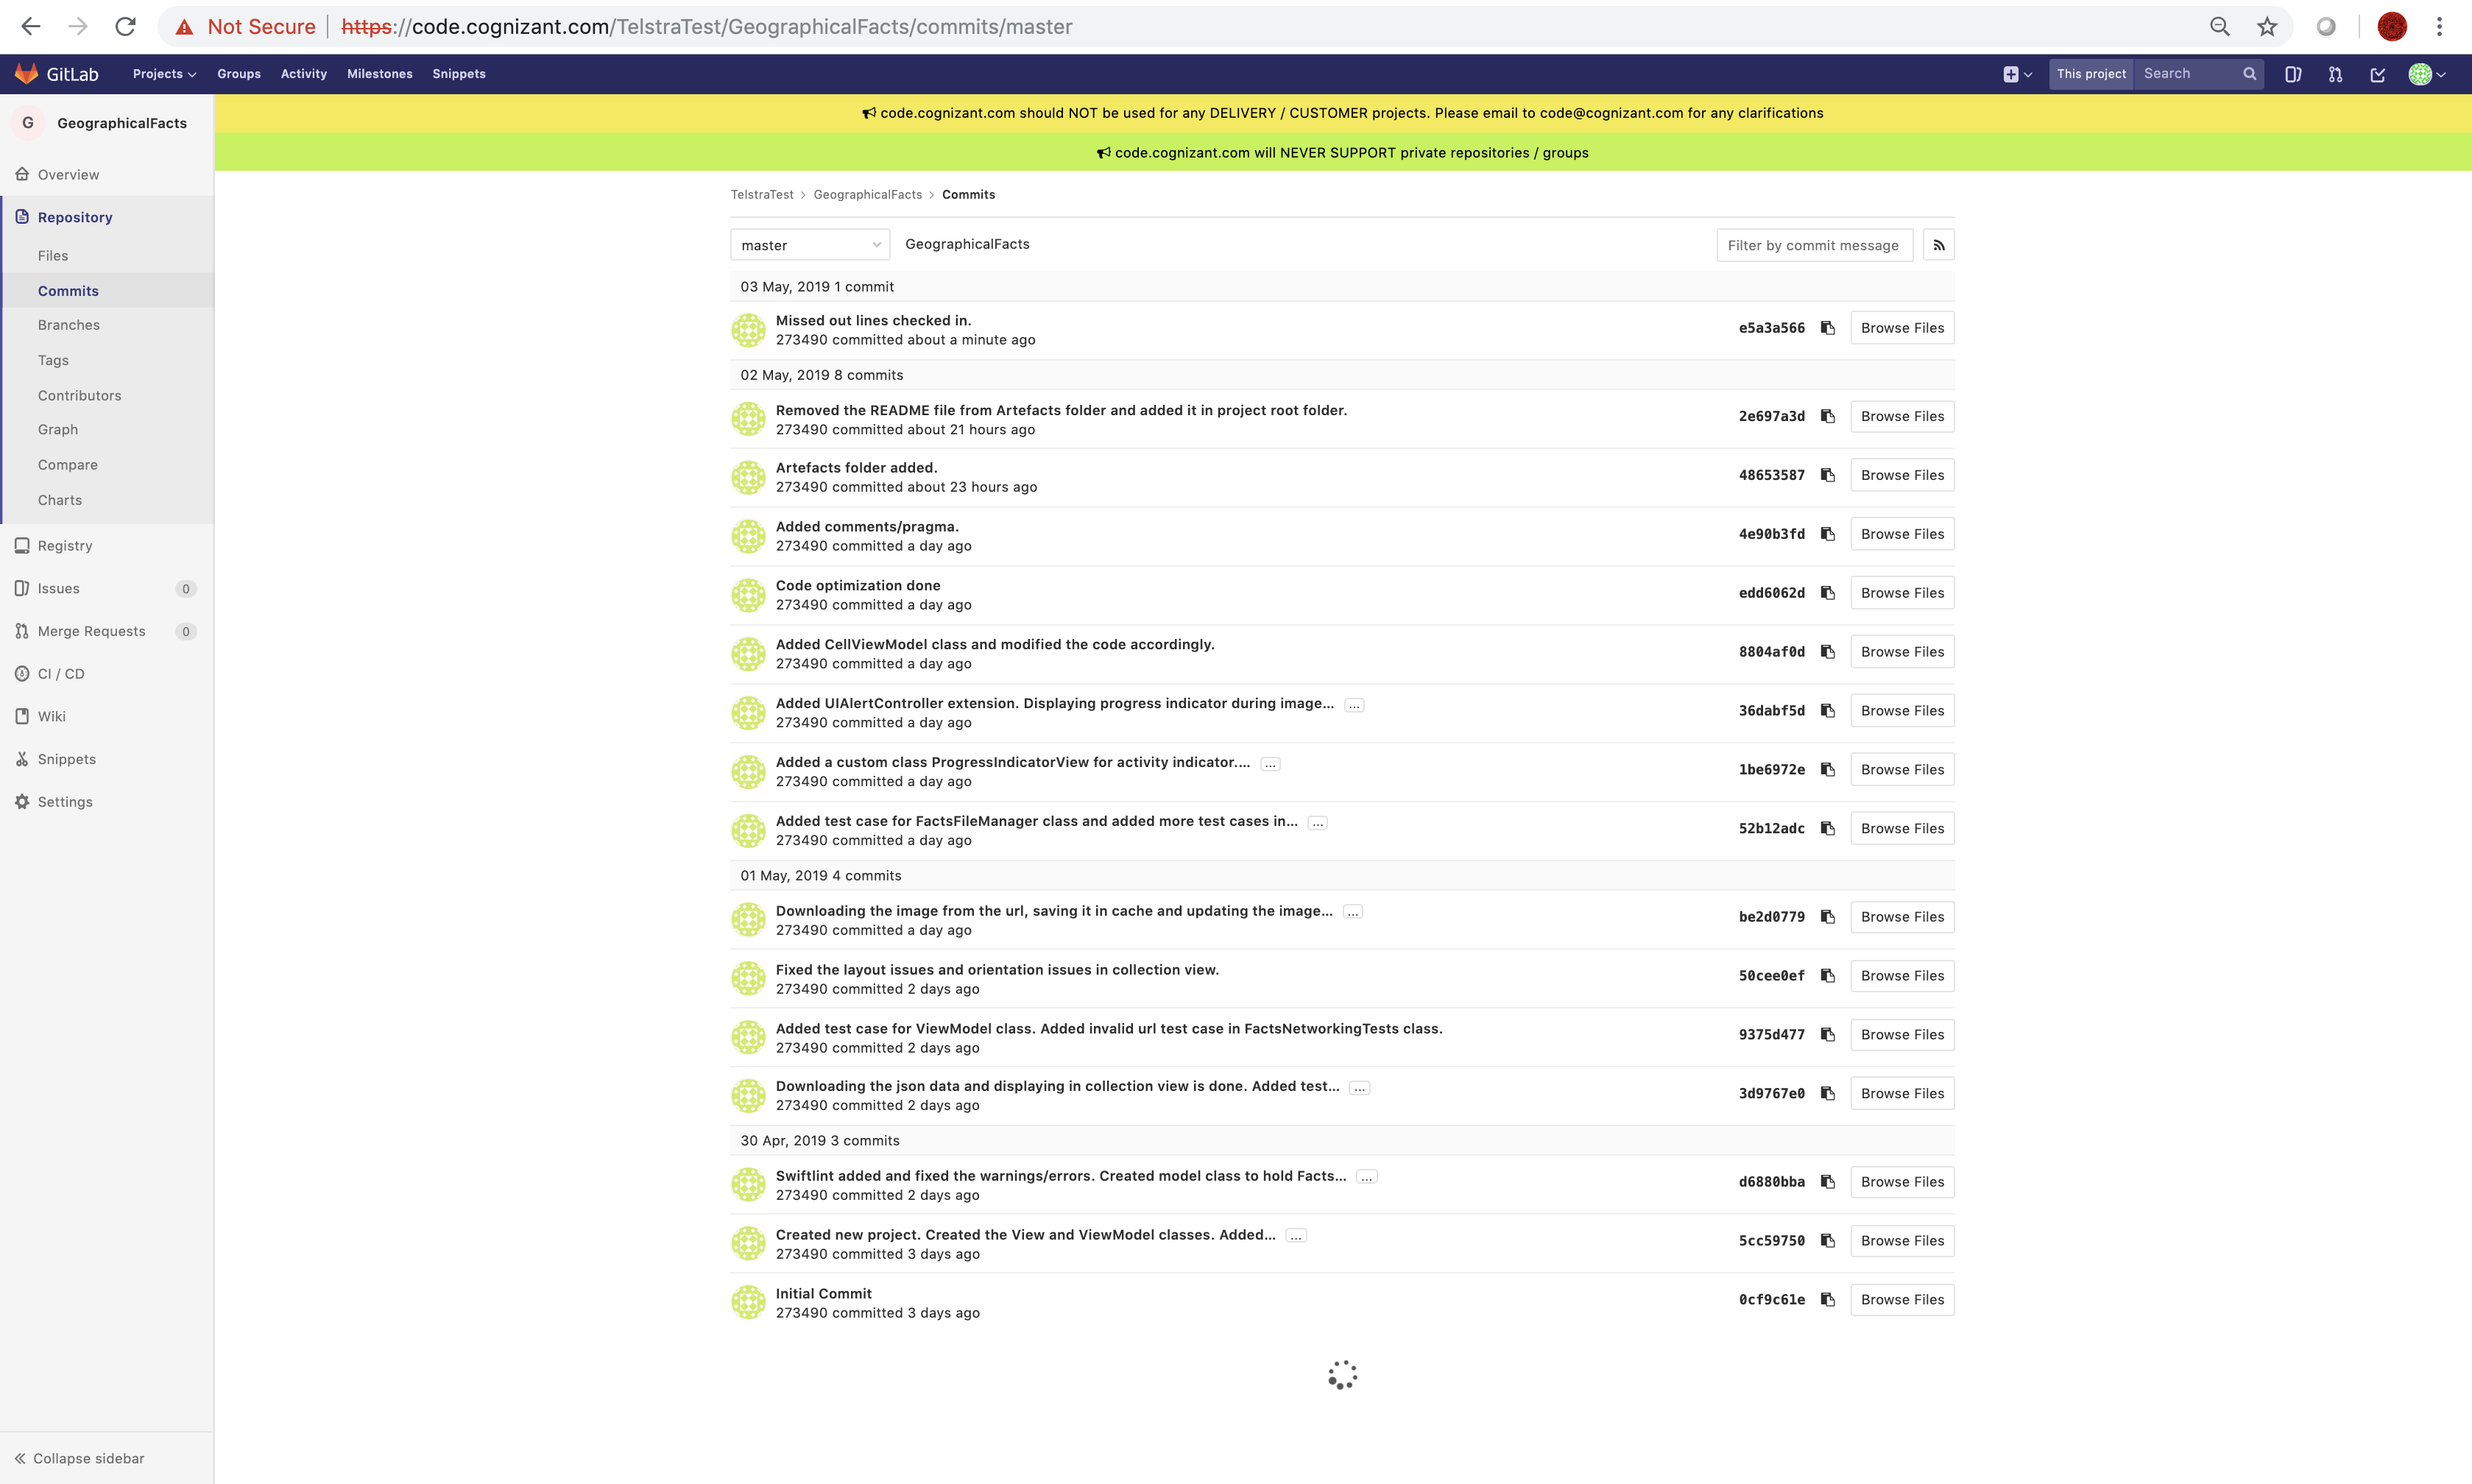 Not Secure | https://code.cognizant.com/TelstraTest/GeographicalFacts/commits/master
GitLab Projects Groups Activity Milestones Snippets This project Search
G GeographicalFacts
Overview
Repository
Files
Commits
Branches
Tags
Contributors
Graph
Compare
Charts
Registry
Issues 0
Merge Requests 0
CI / CD
Wiki
Snippets
Settings
Collapse sidebar
code.cognizant.com should NOT be used for any DELIVERY / CUSTOMER projects. Please email to code@cognizant.com for any clarifications
code.cognizant.com will NEVER SUPPORT private repositories / groups
TelstraTest > GeographicalFacts > Commits
master GeographicalFacts Filter by commit message
03 May, 2019 1 commit
Missed out lines checked in.
273490 committed about a minute ago
e5a3a566 Browse Files
02 May, 2019 8 commits
Removed the README file from Artefacts folder and added it in project root folder.
273490 committed about 21 hours ago
2e697a3d Browse Files
Artefacts folder added.
273490 committed about 23 hours ago
48653587 Browse Files
Added comments/pragma.
273490 committed a day ago
4e90b3fd Browse Files
Code optimization done
273490 committed a day ago
edd6062d Browse Files
Added CellViewModel class and modified the code accordingly.
273490 committed a day ago
8804af0d Browse Files
Added UIAlertController extension. Displaying progress indicator during image... ...
273490 committed a day ago
36dabf5d Browse Files
Added a custom class ProgressIndicatorView for activity indicator.... ...
273490 committed a day ago
1be6972e Browse Files
Added test case for FactsFileManager class and added more test cases in... ...
273490 committed a day ago
52b12adc Browse Files
01 May, 2019 4 commits
Downloading the image from the url, saving it in cache and updating the image... ...
273490 committed a day ago
be2d0779 Browse Files
Fixed the layout issues and orientation issues in collection view.
273490 committed 2 days ago
50cee0ef Browse Files
Added test case for ViewModel class. Added invalid url test case in FactsNetworkingTests class.
273490 committed 2 days ago
9375d477 Browse Files
Downloading the json data and displaying in collection view is done. Added test... ...
273490 committed 2 days ago
3d9767e0 Browse Files
30 Apr, 2019 3 commits
Swiftlint added and fixed the warnings/errors. Created model class to hold Facts... ...
273490 committed 2 days ago
d6880bba Browse Files
Created new project. Created the View and ViewModel classes. Added... ...
273490 committed 3 days ago
5cc59750 Browse Files
Initial Commit
273490 committed 3 days ago
0cf9c61e Browse Files